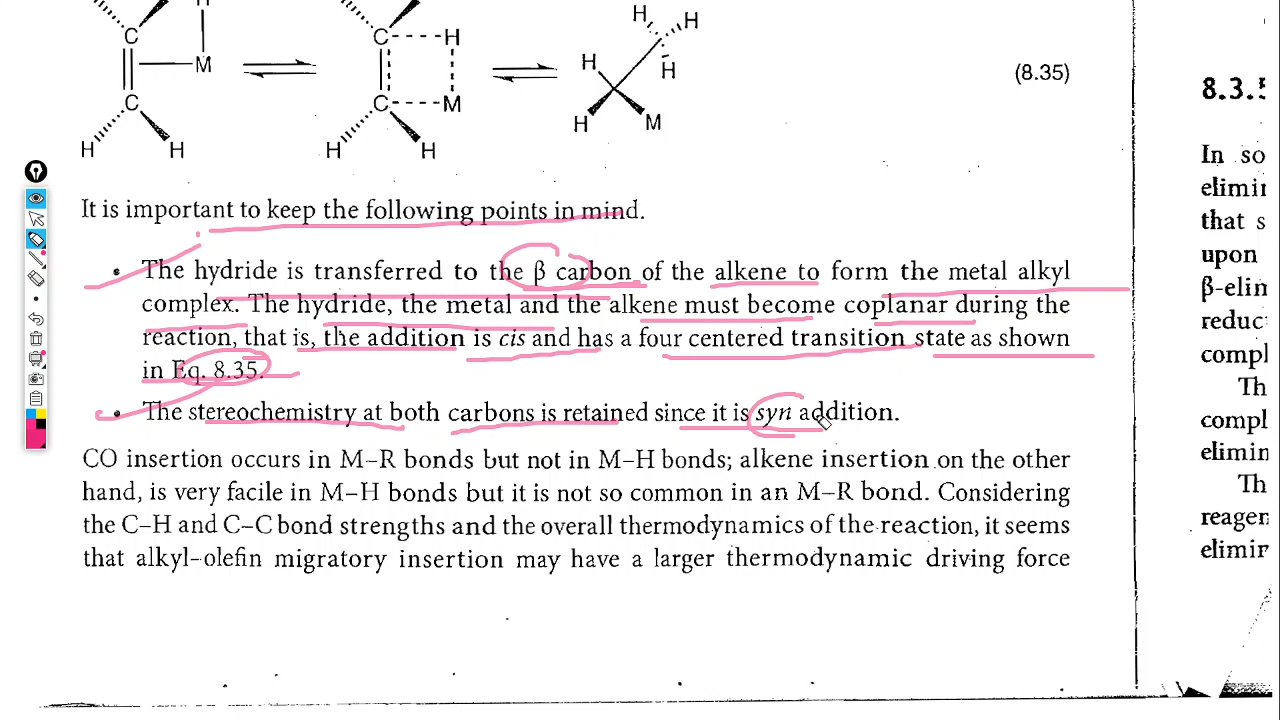 H
C
C H
H H
M
H
(8.35)
H
C M
C M
H
H H
H H
It is important to keep the following points in mind.
• The hydride is transferred to the β carbon of the alkene to form the metal alkyl
complex. The hydride, the metal and the alkene must become coplanar during the
reaction, that is, the addition is cis and has a four centered transition state as shown
in Eq. 8.35.
• The stereochemistry at both carbons is retained since it is syn addition.
CO insertion occurs in M–R bonds but not in M–H bonds; alkene insertion on the other
hand, is very facile in M–H bonds but it is not so common in an M–R bond. Considering
the C–H and C–C bond strengths and the overall thermodynamics of the reaction, it seems
that alkyl-olefin migratory insertion may have a larger thermodynamic driving force
8.3.5
In so
elimin
that s
upon
β-elim
reduc
compl
Th
compl
elimin
Th
reagen
elimin